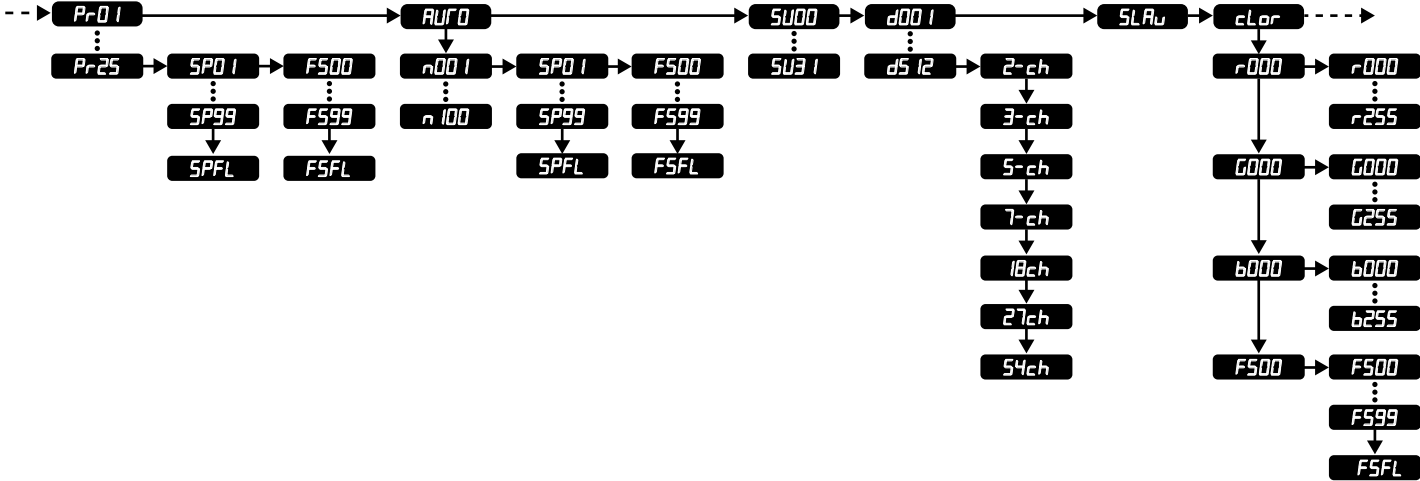 Pr01 AUTO SU00 d001 SLAv cLor
Pr25 SP01 FS00 n001 SP01 FS00 SU31 d512 2-ch r000 r000
SP99 FS99 n100 SP99 FS99 3-ch r255
SPFL FSFL SPFL FSFL 5-ch G000 G000
7-ch G255
18ch b000 b000
27ch b255
54ch FS00 FS00
FS99
FSFL